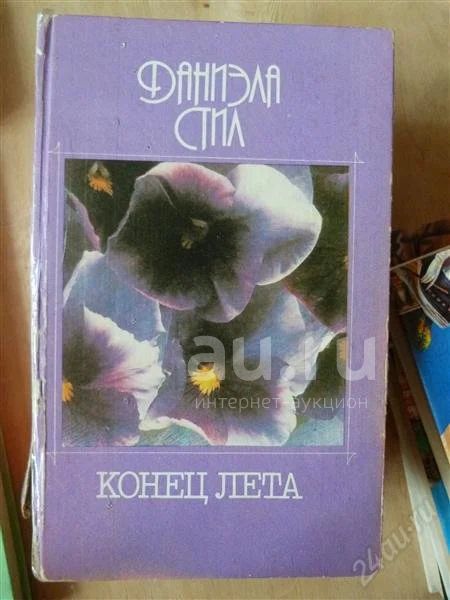 ДАНИЭЛА
СТИЛ
au.ru
интернет-аукцион
КОНЕЦ ЛЕТА
24au.ru